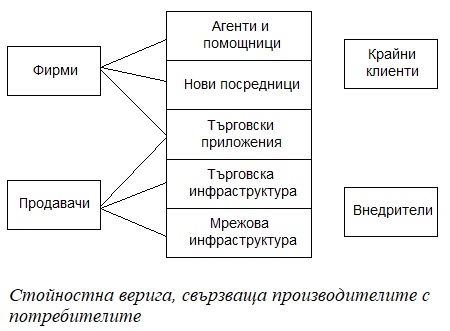 Фирми
Продавачи
Агенти и
помощници
Нови посредници
Търговски
приложения
Търговска
инфраструктура
Мрежова
инфраструктура
Крайни
клиенти
Внедрители
Стойностна верига, свързваща производителите с
потребителите